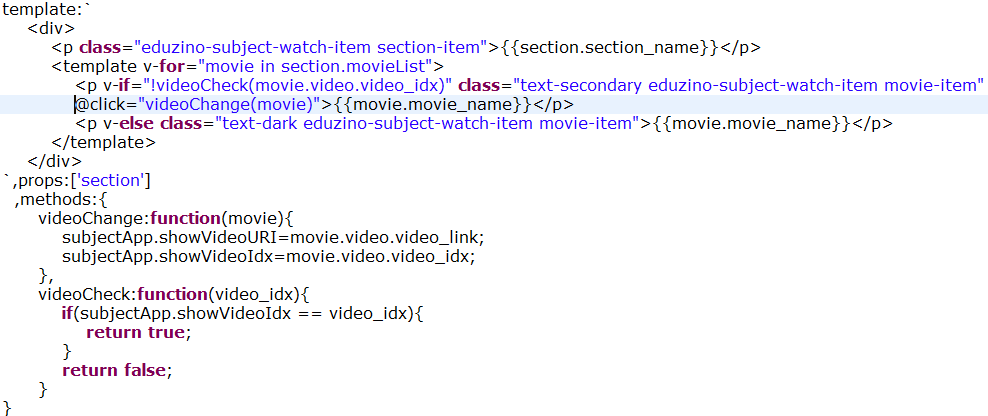 template:`
<div>
<p class="eduzino-subject-watch-item section-item">{{section.section_name}}</p>
<template v-for="movie in section.movieList">
<p v-if="!videoCheck(movie.video.video_idx)" class="text-secondary eduzino-subject-watch-item movie-item"
@click="videoChange(movie)">{{movie.movie_name}}</p>
<p v-else class="text-dark eduzino-subject-watch-item movie-item">{{movie.movie_name}}</p>
</template>
</div>
`,props:['section']
,methods:{
videoChange:function(movie){
subjectApp.showVideoURI=movie.video.video_link;
subjectApp.showVideoIdx=movie.video.video_idx;
},
videoCheck:function(video_idx){
if(subjectApp.showVideoIdx == video_idx){
return true;
}
return false;
}
}